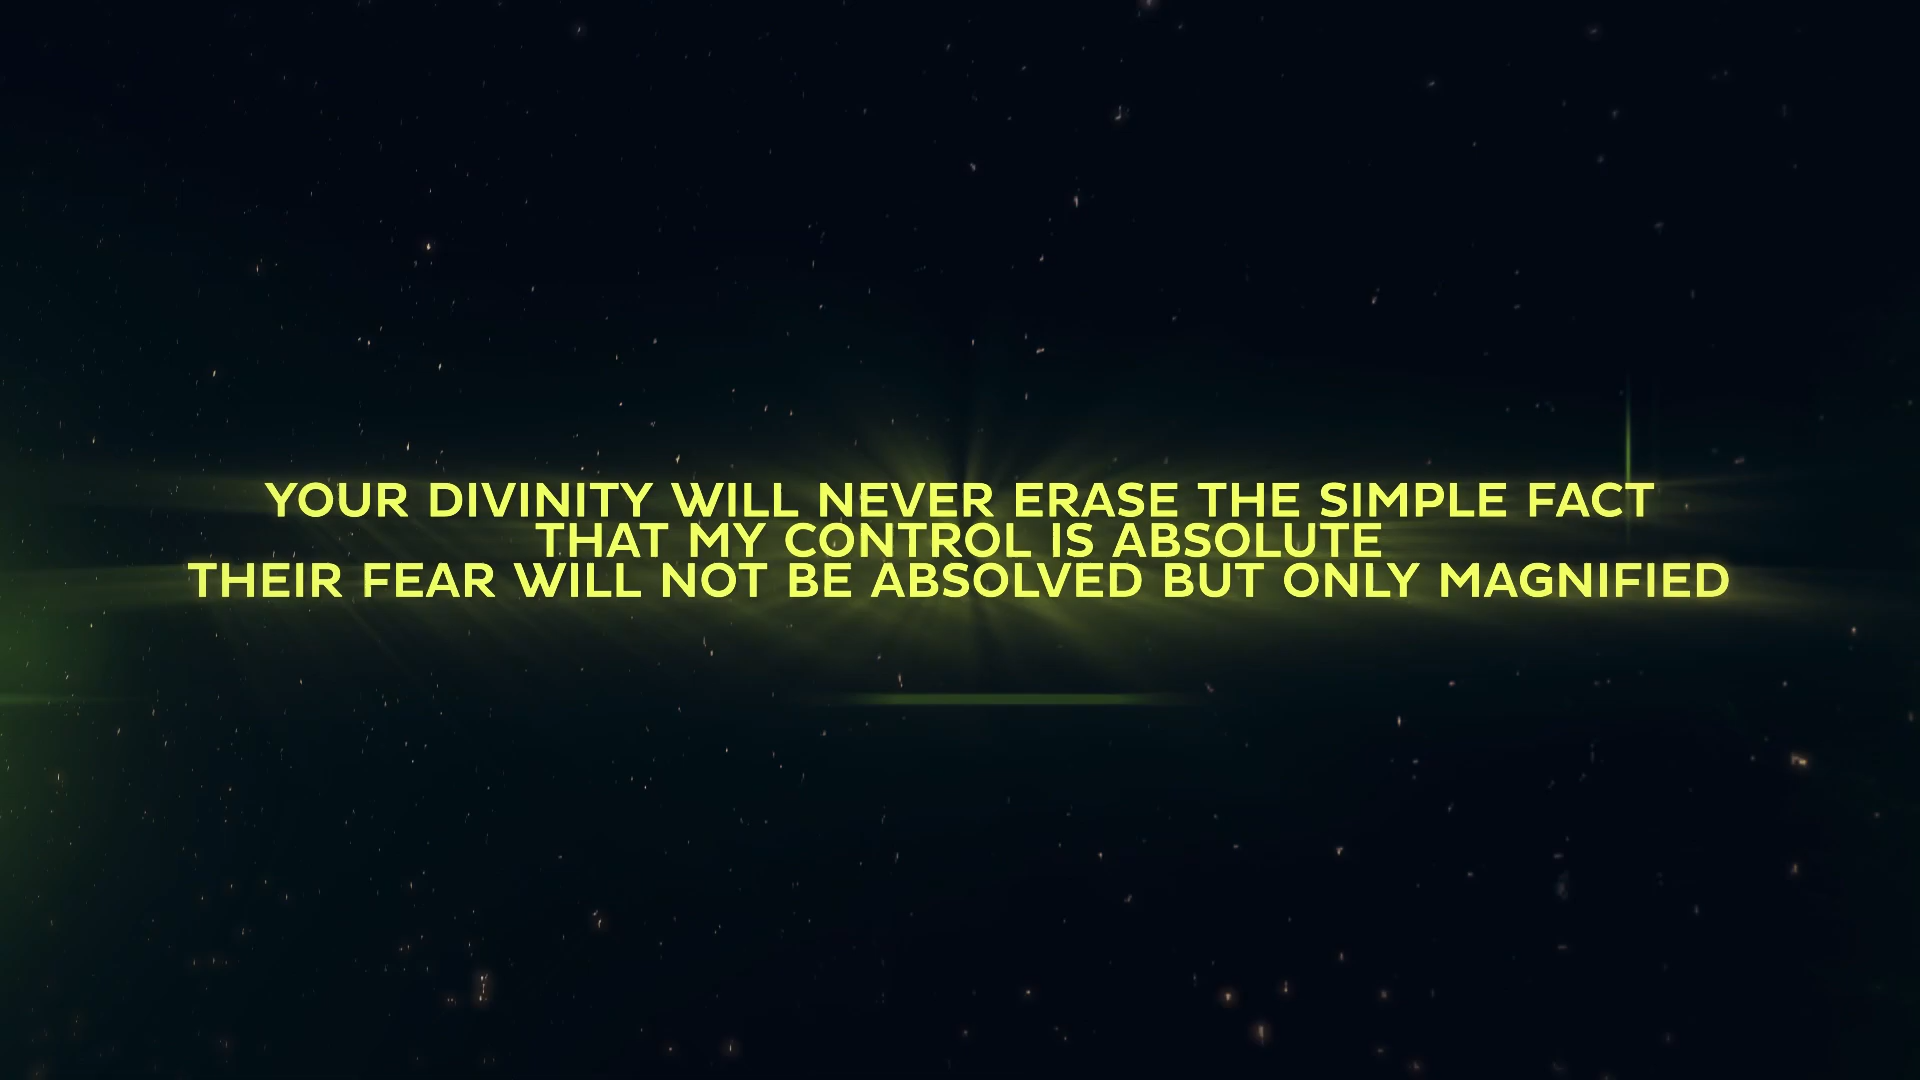 YOUR DIVINITY WILL NEVER ERASE THE SIMPLE FACT
THAT MY CONTROL IS ABSOLUTE
THEIR FEAR WILL NOT BE ABSOLVED BUT ONLY MAGNIFIED